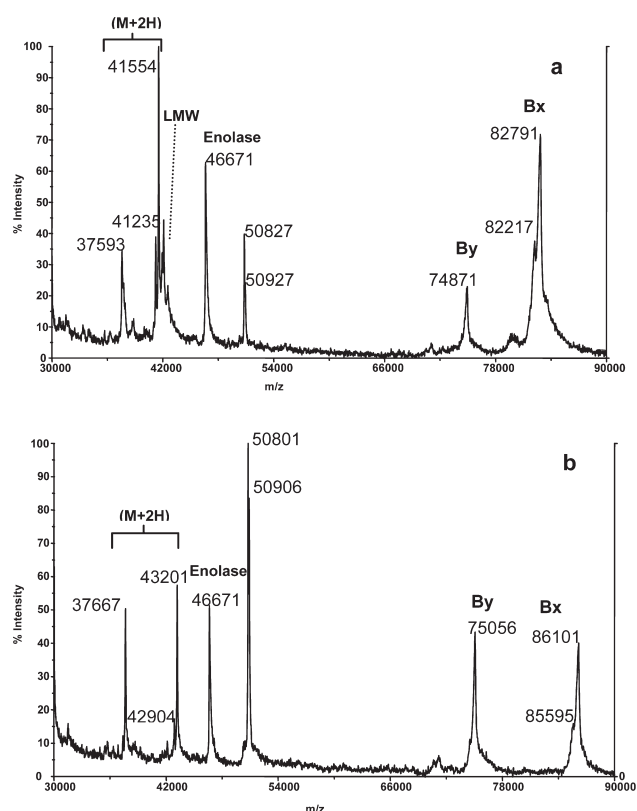 (M+2H)
a
100
90
80
70
60
50
40
30
20
10
0
% Intensity
41554
LMW
Enolase
46671
41235
37593
50827
50927
Bx
82791
82217
By
74871
30000 42000 54000 66000 78000 90000
m/z
b
100
90
80
70
60
50
40
30
20
10
0
% Intensity
50801
50906
(M+2H)
43201
Enolase
46671
37667
42904
By
75056
Bx
86101
85595
0
30000 42000 54000 66000 78000 90000
m/z